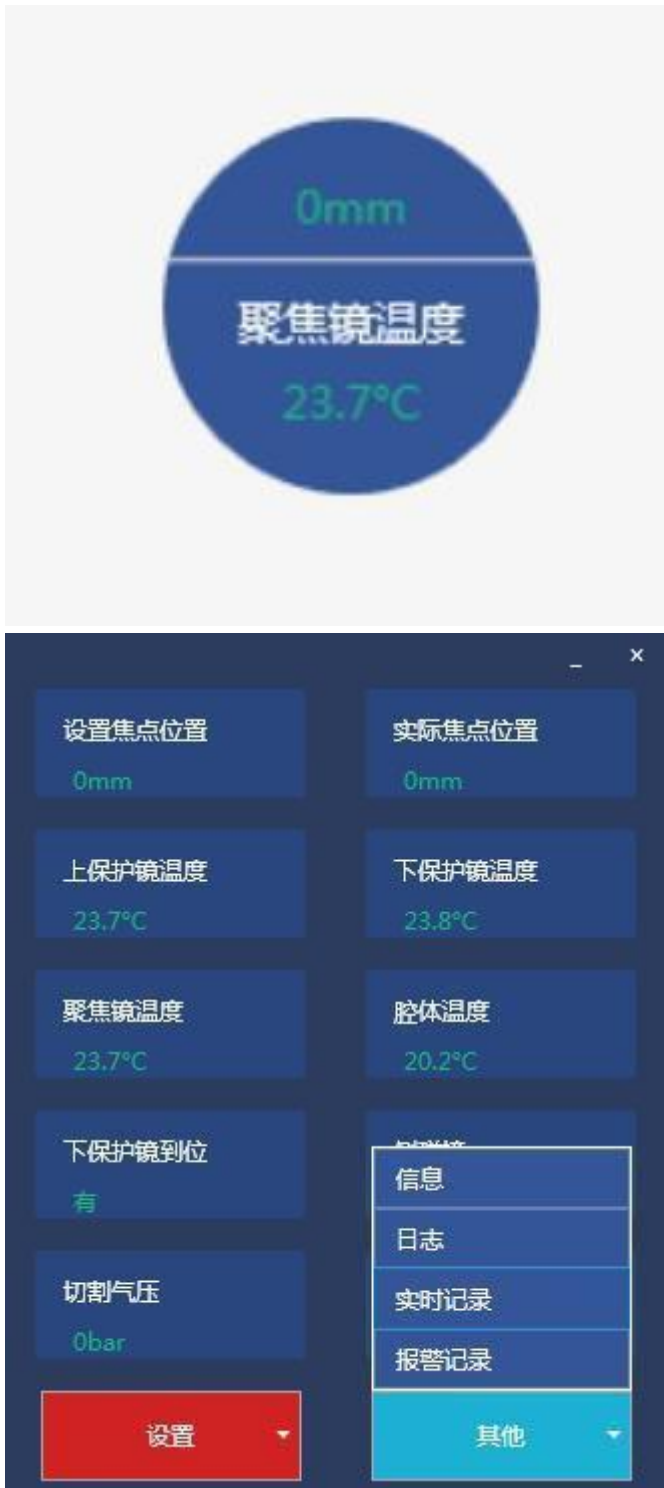 0mm
聚焦镜温度
23.7°C
设置焦点位置
0mm
实际焦点位置
0mm
上保护镜温度
23.7°C
下保护镜温度
23.8°C
聚焦镜温度
23.7°C
腔体温度
20.2°C
下保护镜到位
有
信息
日志
实时记录
报警记录
切割气压
0bar
设置
其他